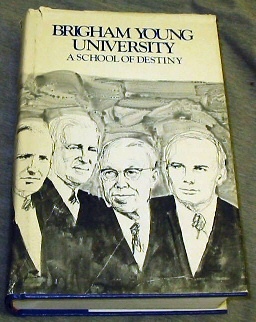 BRIGHAM YOUNG
UNIVERSITY
A SCHOOL OF DESTINY